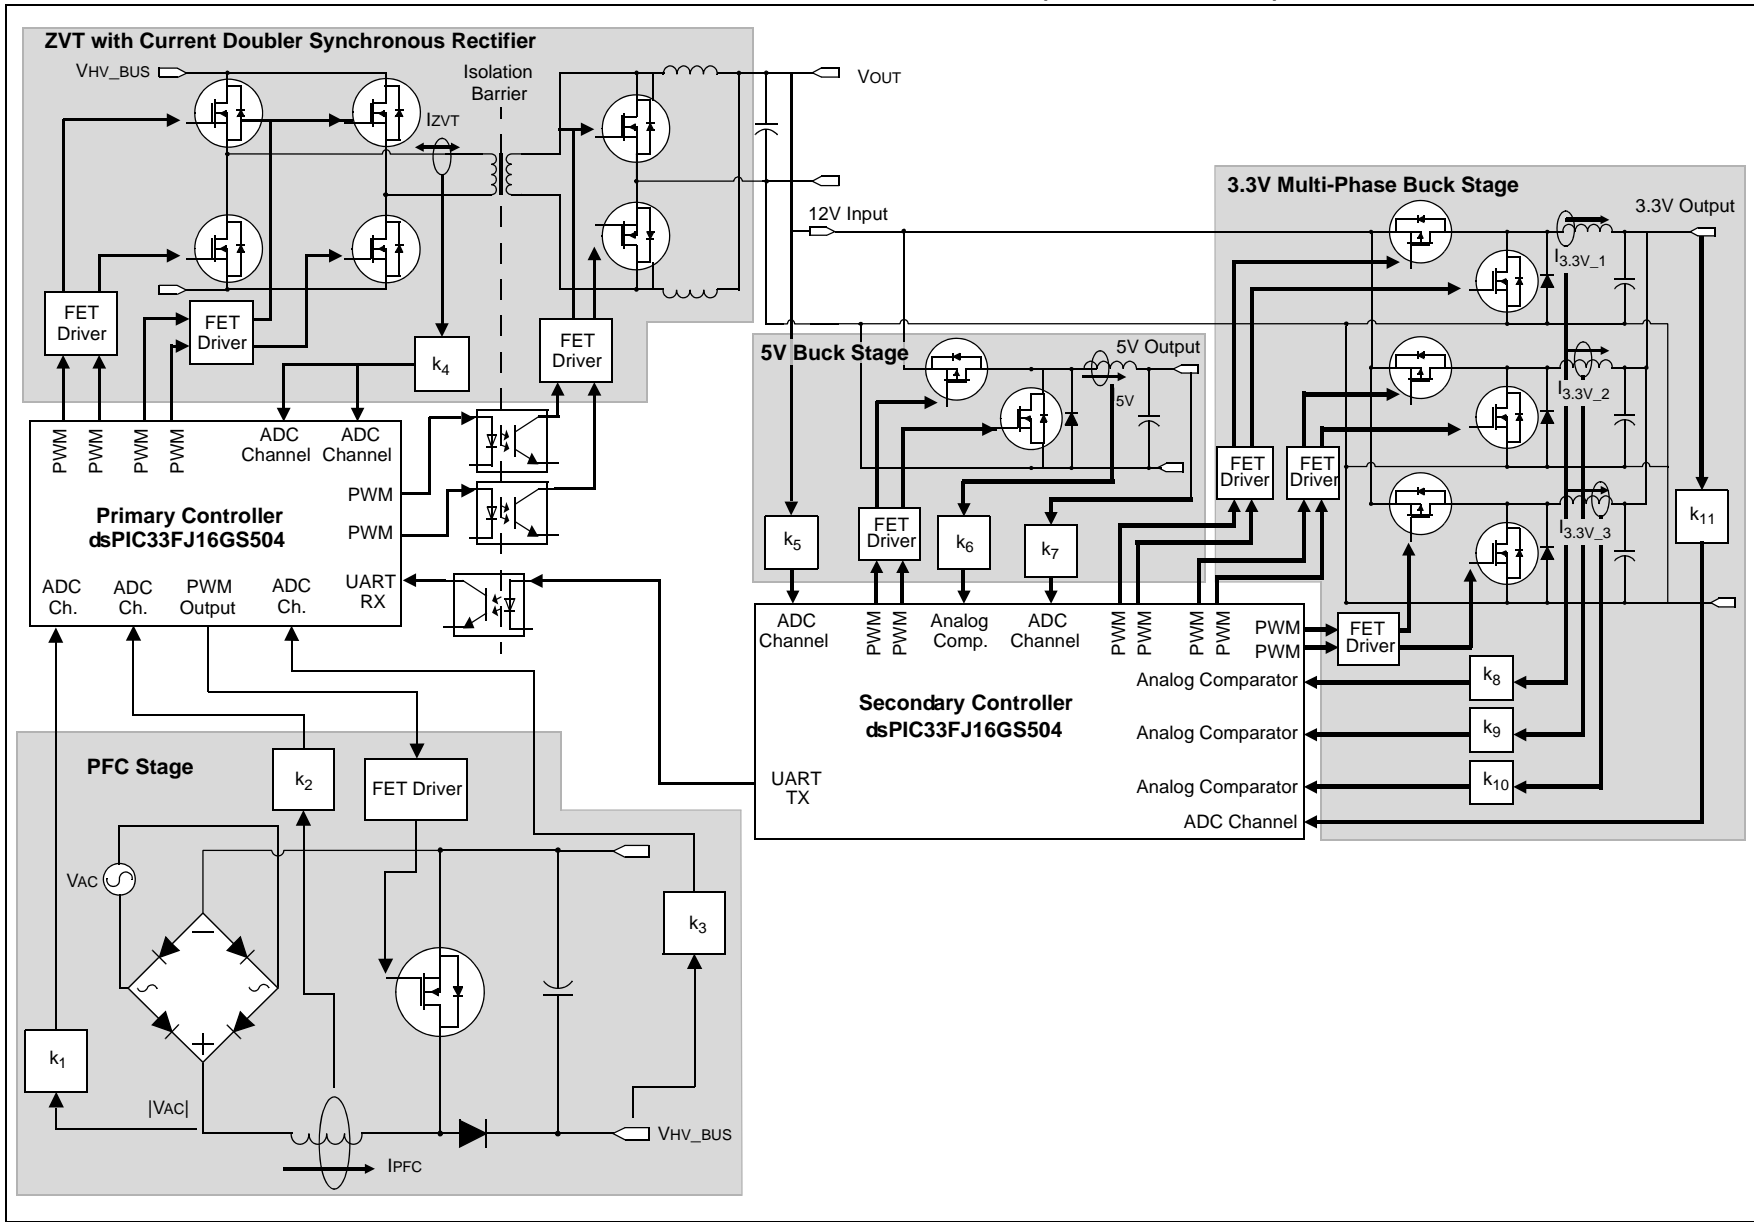 ZVT with Current Doubler Synchronous Rectifier
VHV_BUS
Isolation
Barrier
IZVT
VOUT
12V Input
FET
Driver
FET
Driver
FET
Driver
k4
3.3V Multi-Phase Buck Stage
3.3V Output
I3.3V_1
I3.3V_2
I3.3V_3
FET
Driver
FET
Driver
k11
5V Buck Stage
5V Output
5V
k5
FET
Driver
k6
k7
PWM
PWM
PWM
PWM
ADC
Channel
ADC
Channel
PWM
PWM
Primary Controller
dsPIC33FJ16GS504
ADC
Ch.
ADC
Ch.
PWM
Output
ADC
Ch.
UART
RX
ADC
Channel
PWM
PWM
Analog
Comp.
ADC
Channel
PWM
PWM
PWM
PWM
PWM
PWM
FET
Driver
Analog Comparator
k8
Secondary Controller
dsPIC33FJ16GS504
Analog Comparator
k9
UART
TX
Analog Comparator
k10
ADC Channel
PFC Stage
k2
FET Driver
VAC
k3
k1
|VAC|
VHV_BUS
IPFC